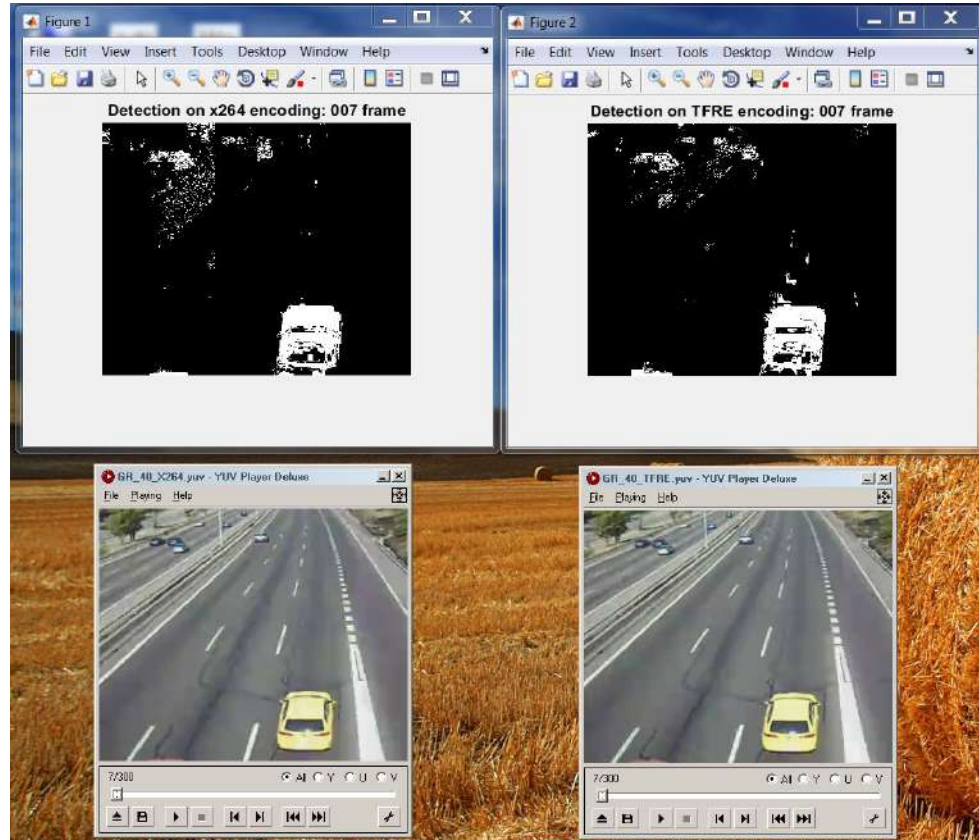 Figure 1
File Edit View Insert Tools Desktop Window Help
Detection on x264 encoding: 007 frame
Figure 2
File Edit View Insert Tools Desktop Window Help
Detection on TFRE encoding: 007 frame
GR_40_X264.yuv - YUV Player Deluxe
File Playing Help
7/300
All Y U V
GR_40_TFRE.yuv - YUV Player Deluxe
File Playing Help
7/300
All Y U V